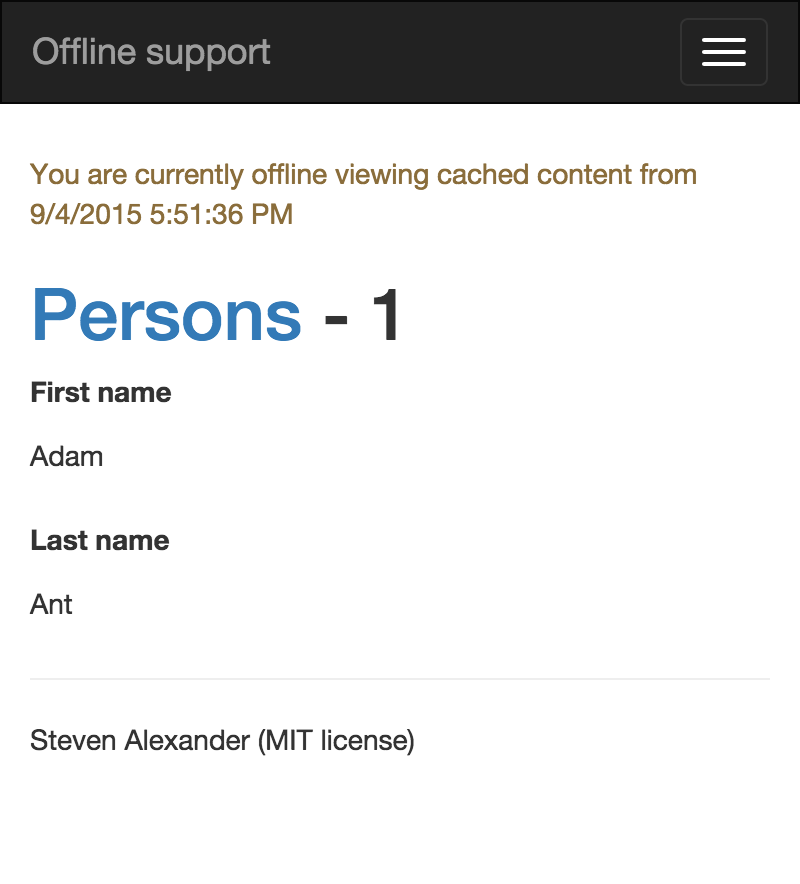 Offline support
You are currently offline viewing cached content from
9/4/2015 5:51:36 PM
Persons - 1
First name
Adam
Last name
Ant
Steven Alexander (MIT license)